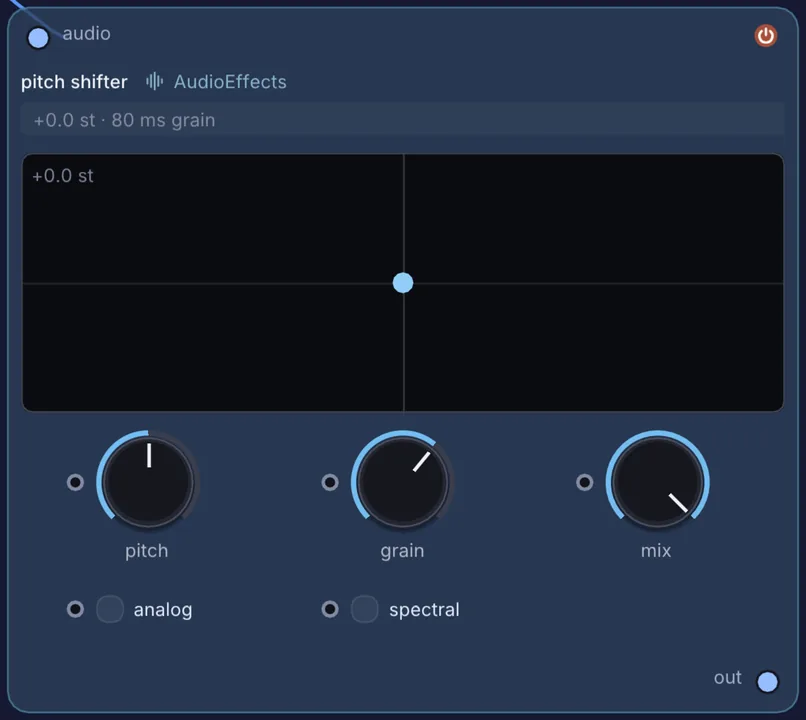 audio
pitch shifter AudioEffects
+0.0 st · 80 ms grain
+0.0 st
pitch grain mix
analog spectral
out